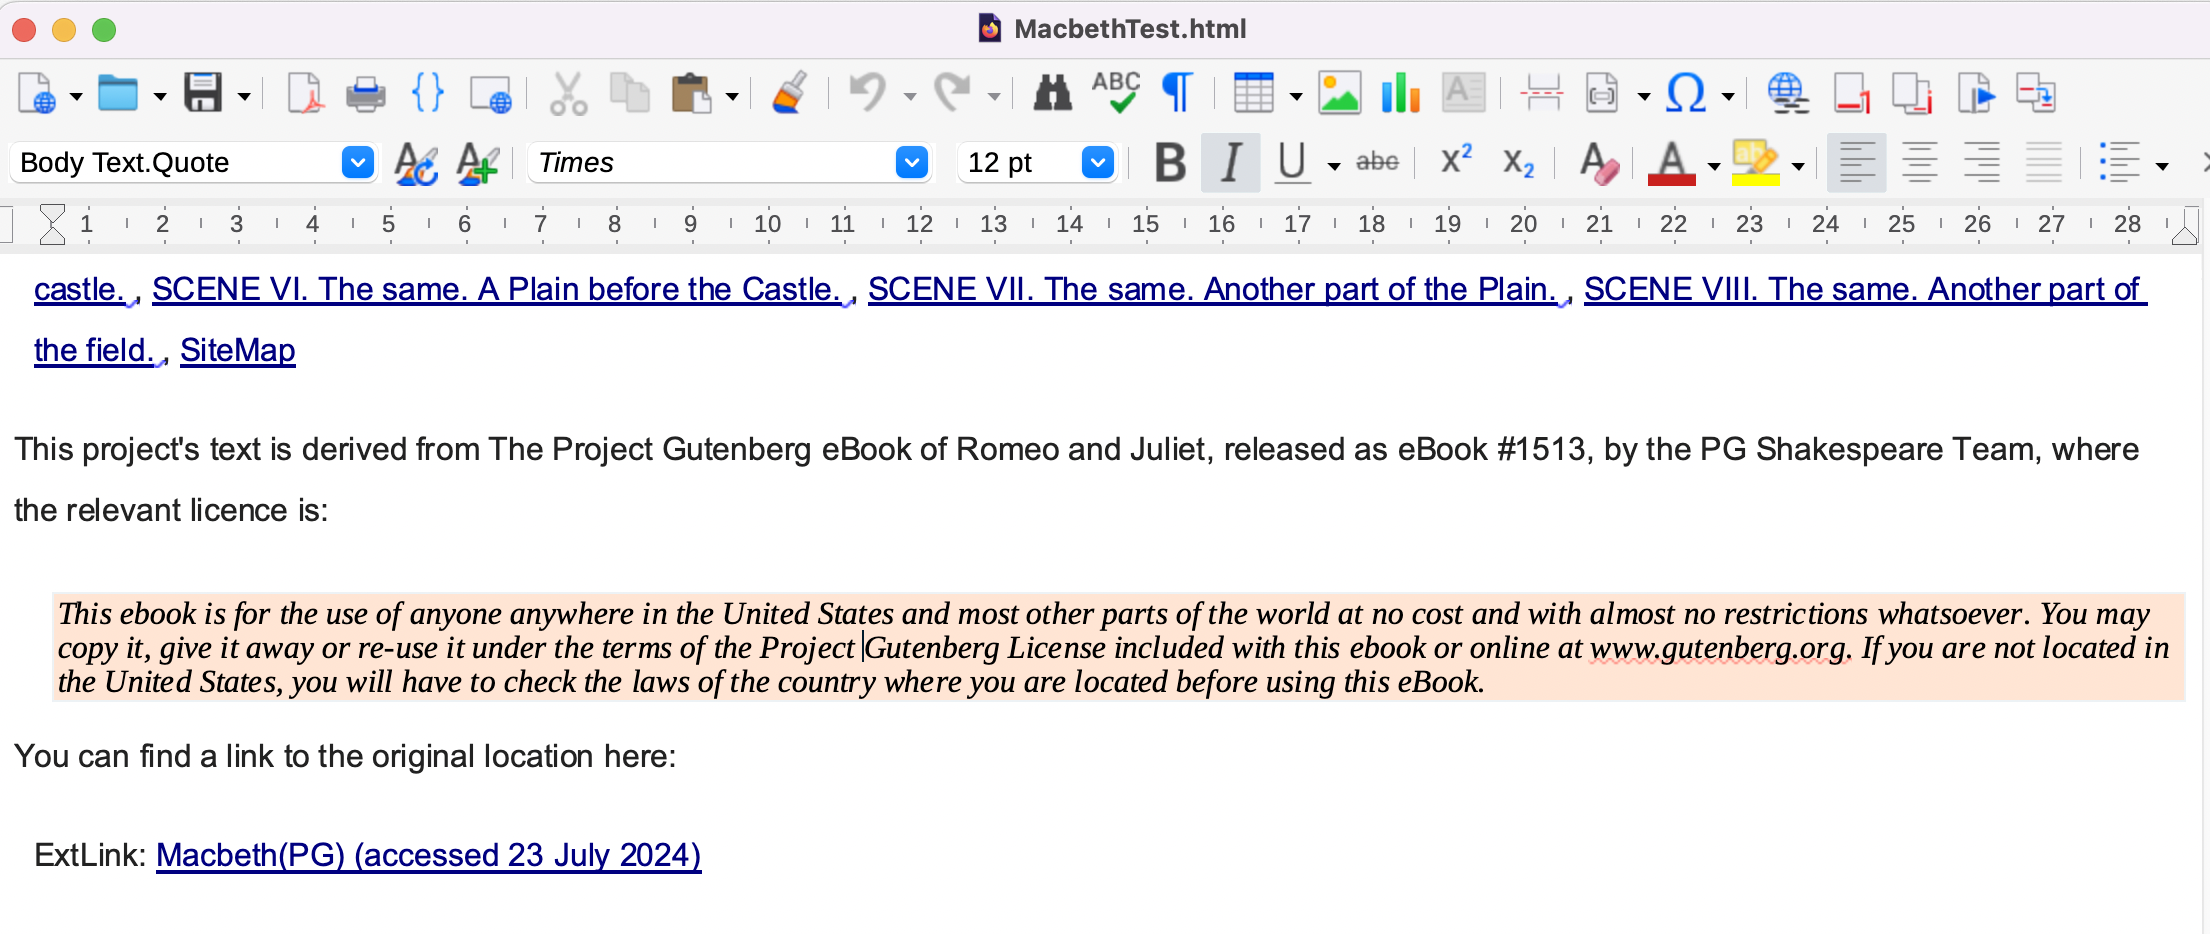 MacbethTest.html
ABC
Body Text.Quote Times 12 pt B I U abc X² X₂ A A ab
1 2 3 4 5 6 7 8 9 10 11 12 13 14 15 16 17 18 19 20 21 22 23 24 25 26 27 28
castle. , SCENE VI. The same. A Plain before the Castle. , SCENE VII. The same. Another part of the Plain. , SCENE VIII. The same. Another part of
the field. , SiteMap
This project's text is derived from The Project Gutenberg eBook of Romeo and Juliet, released as eBook #1513, by the PG Shakespeare Team, where
the relevant licence is:
This ebook is for the use of anyone anywhere in the United States and most other parts of the world at no cost and with almost no restrictions whatsoever. You may
copy it, give it away or re-use it under the terms of the Project Gutenberg License included with this ebook or online at www.gutenberg.org. If you are not located in
the United States, you will have to check the laws of the country where you are located before using this eBook.
You can find a link to the original location here:
ExtLink: Macbeth(PG) (accessed 23 July 2024)